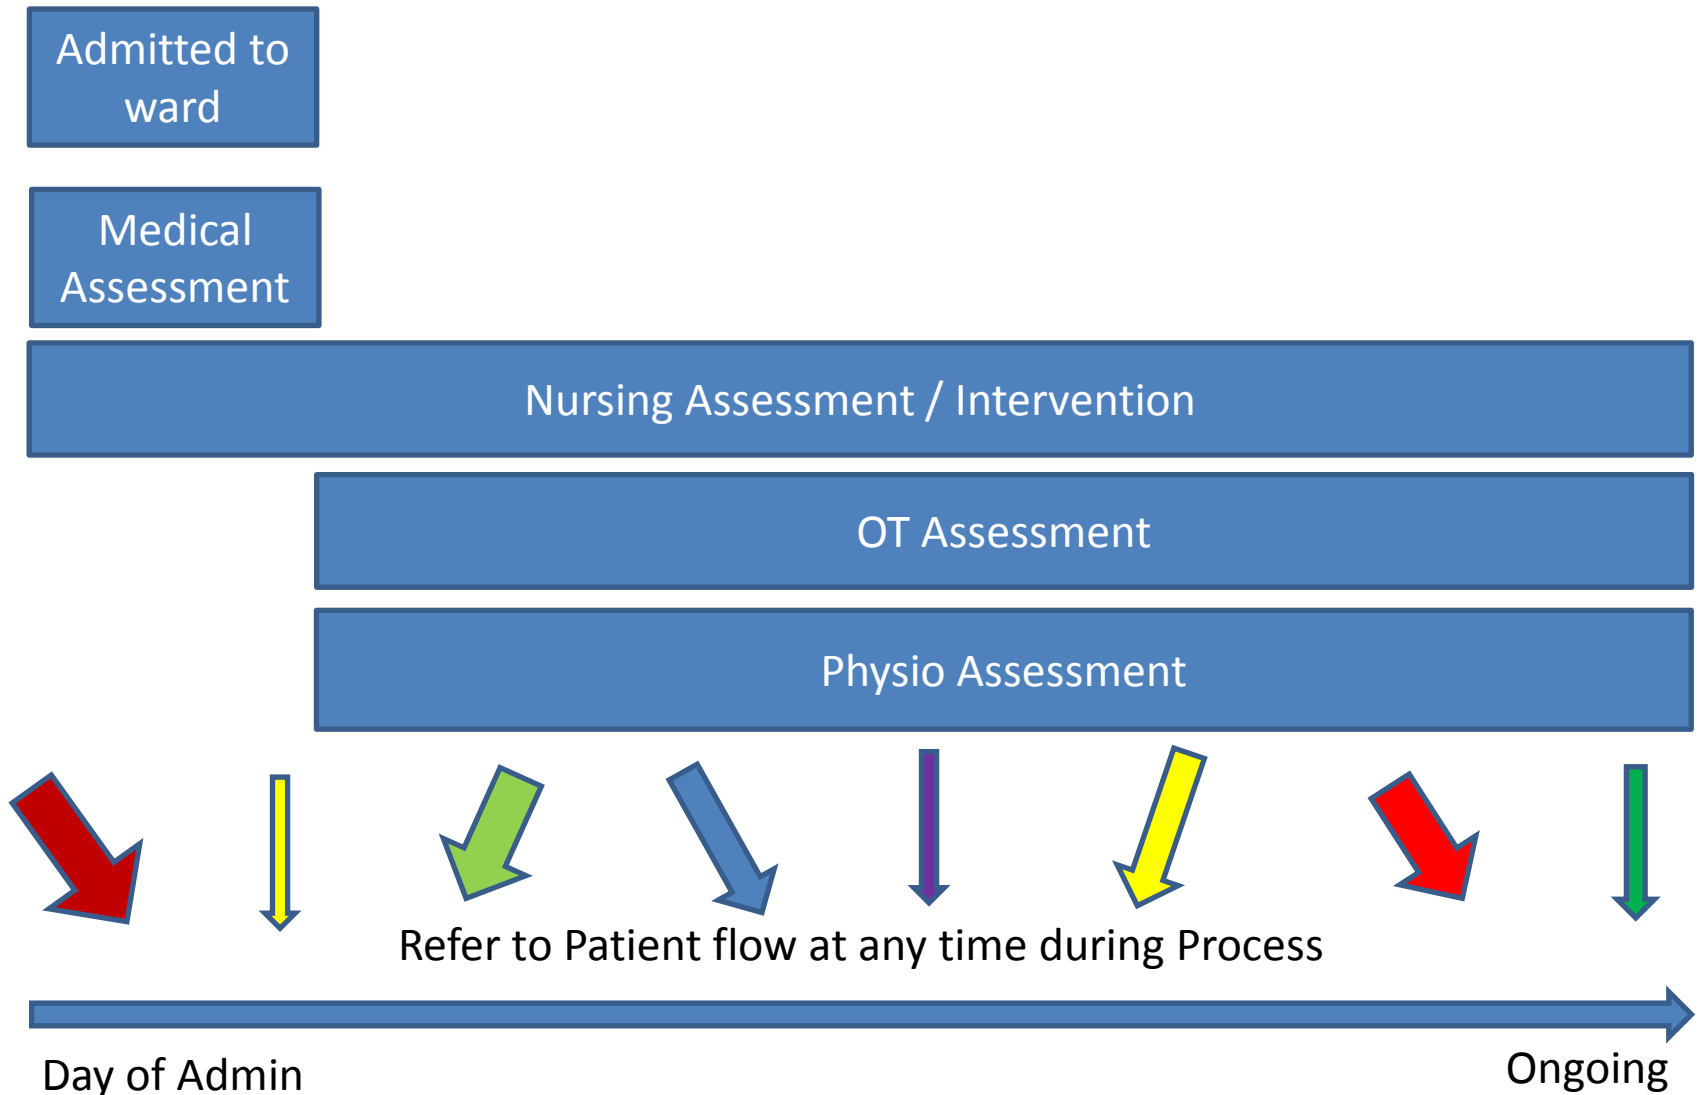 Admitted to
ward
Medical
Assessment
Nursing Assessment / Intervention
OT Assessment
Physio Assessment
Refer to Patient flow at any time during Process
Day of Admin
Ongoing